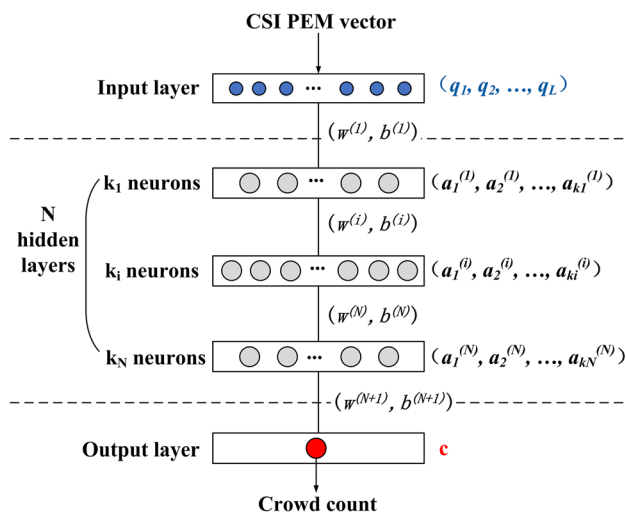 CSI PEM vector
Input layer ... (q1, q2, …, qL)
(w(1), b(1))
k1 neurons ... (a1(1), a2(1), …, ak1(1))
N
hidden
layers
(w(i), b(i))
ki neurons ... (a1(i), a2(i), …, aki(i))
(w(N), b(N))
kN neurons ... (a1(N), a2(N), …, akN(N))
(w(N+1), b(N+1))
Output layer c
Crowd count